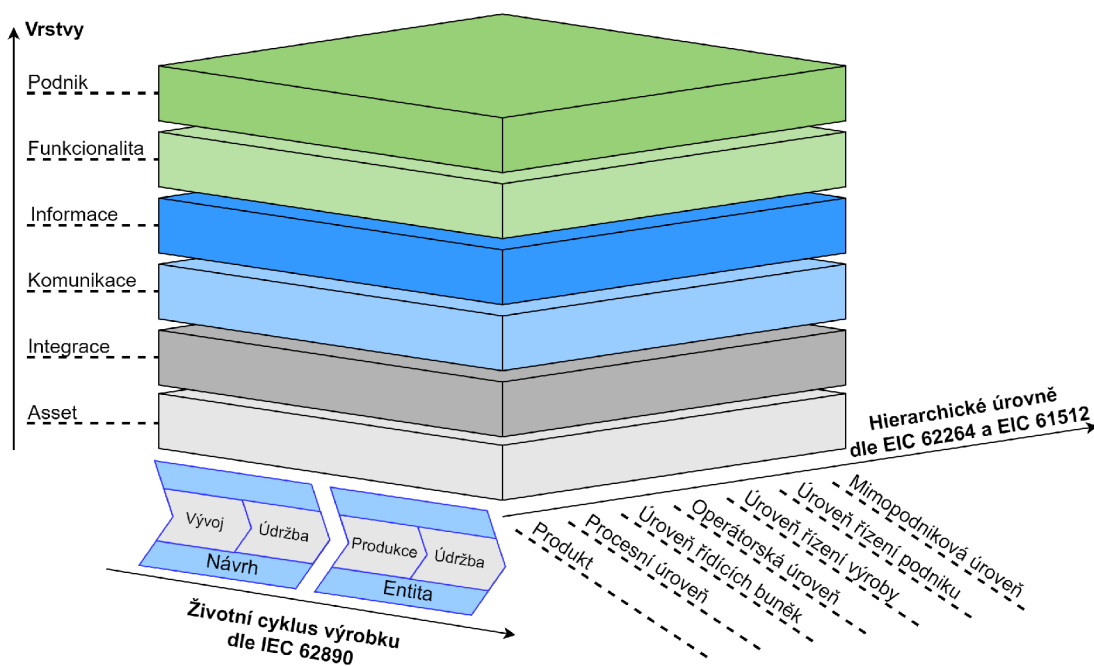 Vrstvy
Podnik
Funkcionalita
Informace
Komunikace
Integrace
Asset
Hierarchické úrovně
dle EIC 62264 a EIC 61512
Vývoj
Údržba
Návrh
Produkce
Údržba
Entita
Životní cyklus výrobku
dle IEC 62890
Produkt
Procesní úroveň
Úroveň řídících buněk
Operátorská úroveň
Úroveň řízení výroby
Úroveň řízení podniku
Mimopodniková úroveň